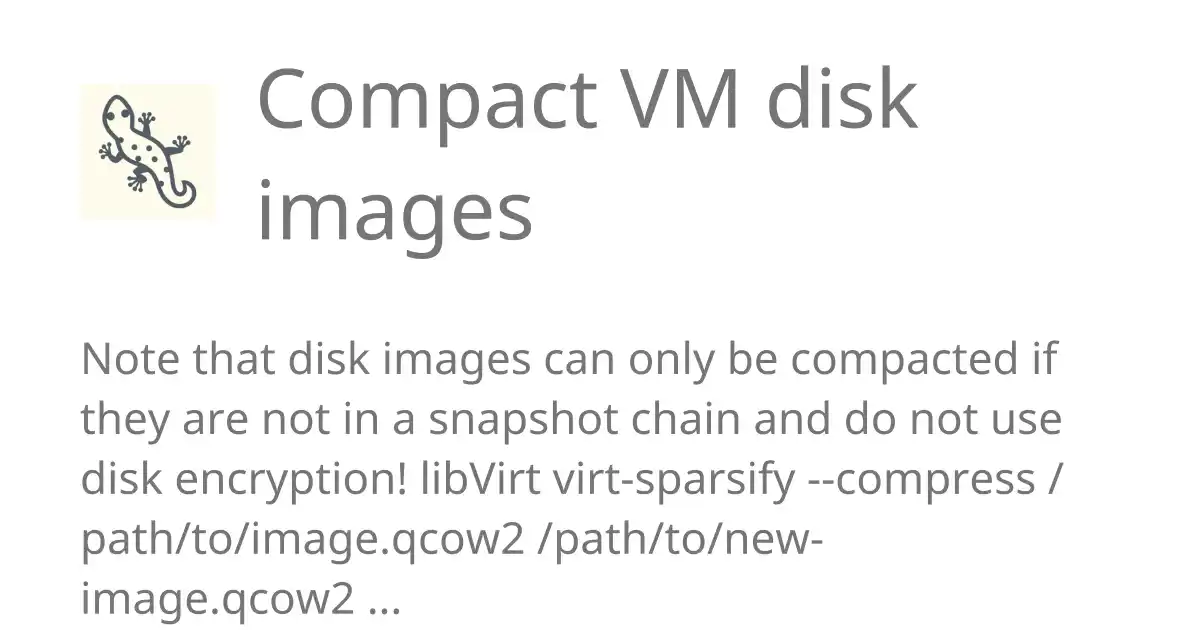 Compact VM disk
images
Note that disk images can only be compacted if
they are not in a snapshot chain and do not use
disk encryption! libVirt virt-sparsify --compress /
path/to/image.qcow2 /path/to/new-
image.qcow2 ...